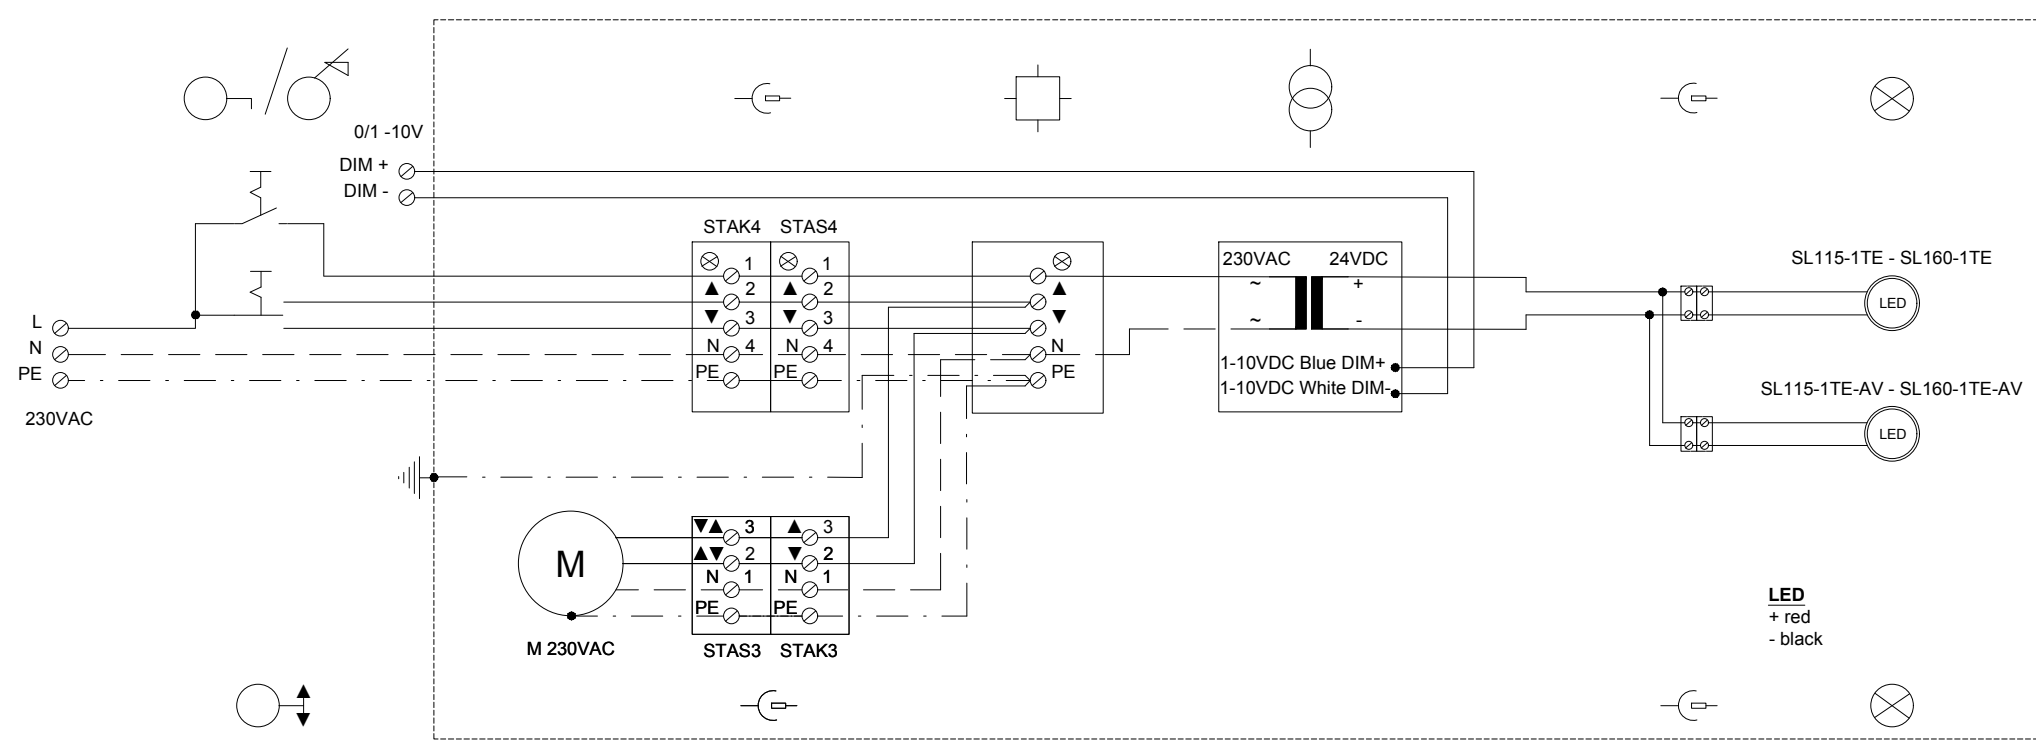 0/1 -10V
DIM +
DIM -
STAK4 STAS4
1 1
2 2
3 3
N 4 N 4 N
PE PE PE
230VAC 24VDC
~ +
~ -
1-10VDC Blue DIM+
1-10VDC White DIM-
SL115-1TE - SL160-1TE
LED
SL115-1TE-AV - SL160-1TE-AV
LED
L
N
PE
230VAC
M
M 230VAC
3 3
2 2
N 1 N 1
PE PE
STAS3 STAK3
LED
+ red
- black